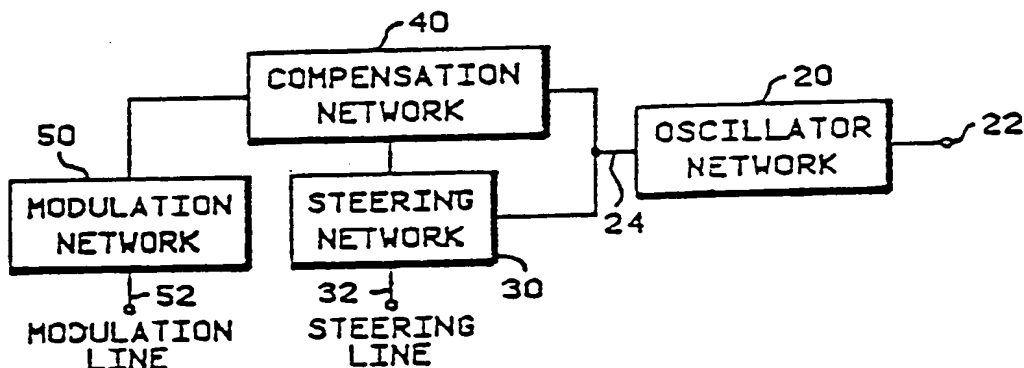 40
COMPENSATION
NETWORK
20
OSCILLATOR
NETWORK
22
50
MODULATION
NETWORK
STEERING
NETWORK
24
30
52
32
MODULATION
LINE
STEERING
LINE